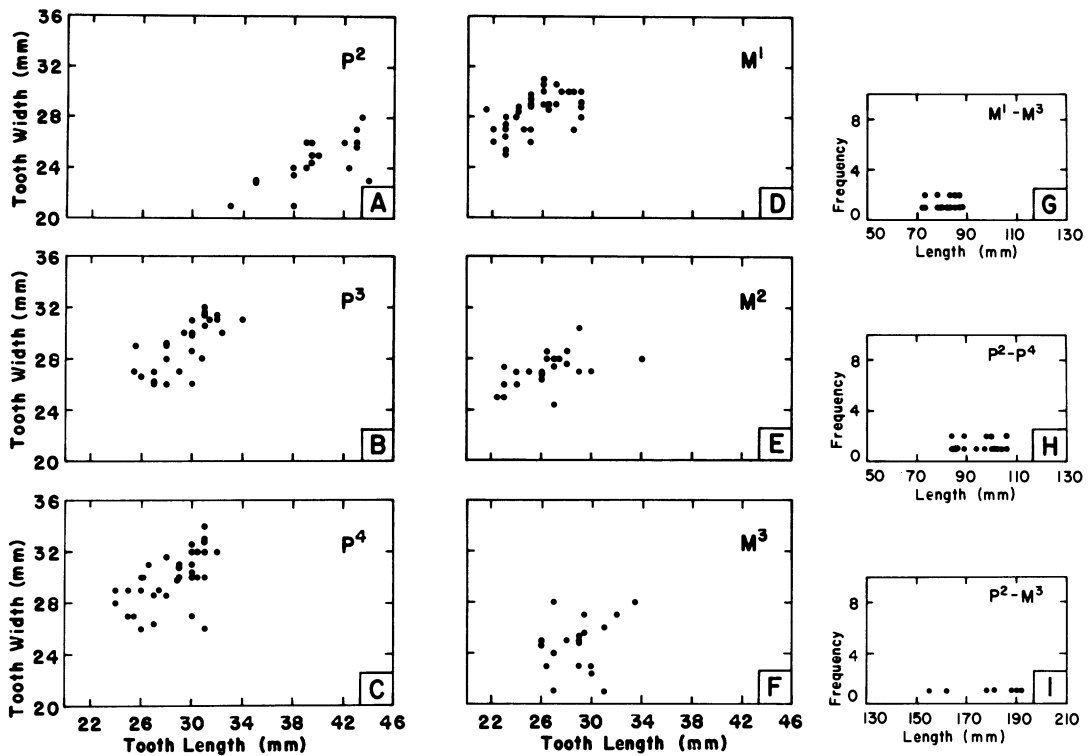 36
32
28
24
20
Tooth Width (mm)
P²
A
36
32
28
24
20
Tooth Width (mm)
P³
B
36
32
28
24
20
Tooth Width (mm)
P⁴
C
22 26 30 34 38 42 46
Tooth Length (mm)
M¹
D
M²
E
M³
F
22 26 30 34 38 42 46
Tooth Length (mm)
8
4
0
Frequency
M¹-M³
G
50 70 90 110 130
Length (mm)
8
4
0
Frequency
P²-P⁴
H
50 70 90 110 130
Length (mm)
8
4
0
Frequency
P²-M³
I
130 150 170 190 210
Length (mm)